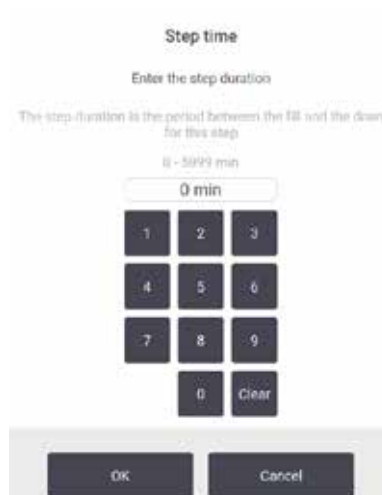 Step time
Enter the step duration
The step duration is the period between the fill and the down
for this step
0 - 5999 min
0 min
1 2 3
4 5 6
7 8 9
0 Clear
OK Cancel